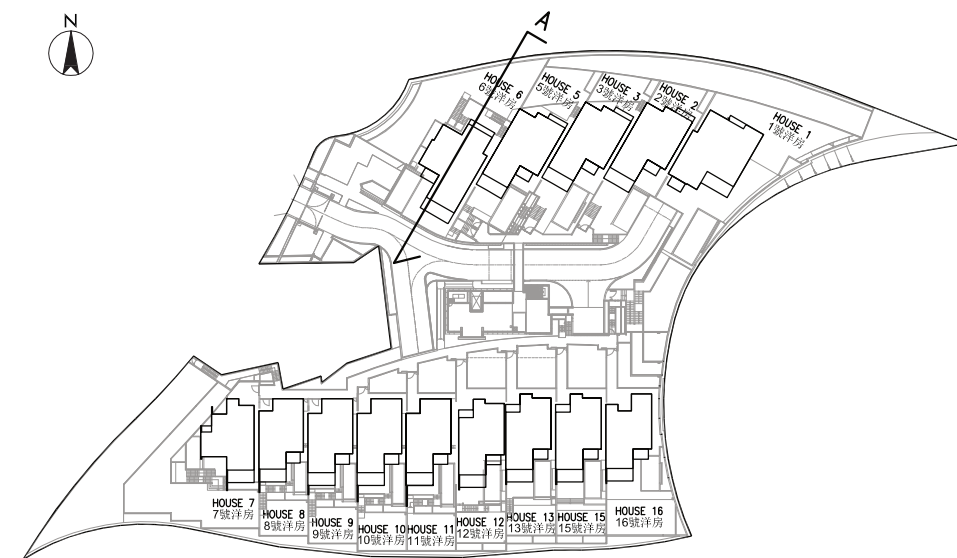 N
A
HOUSE 6
6號洋房
HOUSE 5
5號洋房
HOUSE 3
3號洋房
HOUSE 2
2號洋房
HOUSE 1
1號洋房
HOUSE 7
7號洋房
HOUSE 8
8號洋房
HOUSE 9
9號洋房
HOUSE 10
10號洋房
HOUSE 11
11號洋房
HOUSE 12
12號洋房
HOUSE 13
13號洋房
HOUSE 15
15號洋房
HOUSE 16
16號洋房